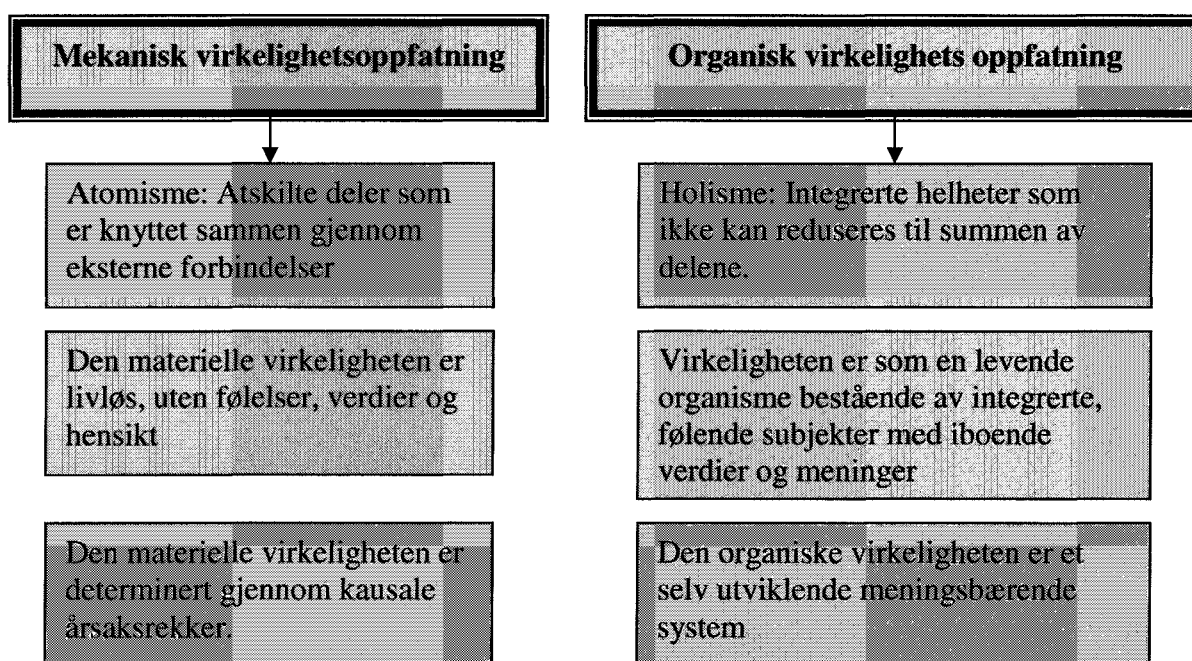 Mekanisk virkelighetsoppfatning
Atomisme: Atskilte deler som
er knyttet sammen gjennom
eksterne forbindelser
Den materielle virkeligheten er
livløs, uten følelser, verdier og
hensikt
Den materielle virkeligheten er
determinert gjennom kausale
årsaksrekker.
Organisk virkelighets oppfatning
Holisme: Integrerte helheter som
ikke kan reduseres til summen av
delene.
Virkeligheten er som en levende
organisme bestående av integrerte,
følende subjekter med iboende
verdier og meninger
Den organiske virkeligheten er et
selv utviklende meningsbærende
system